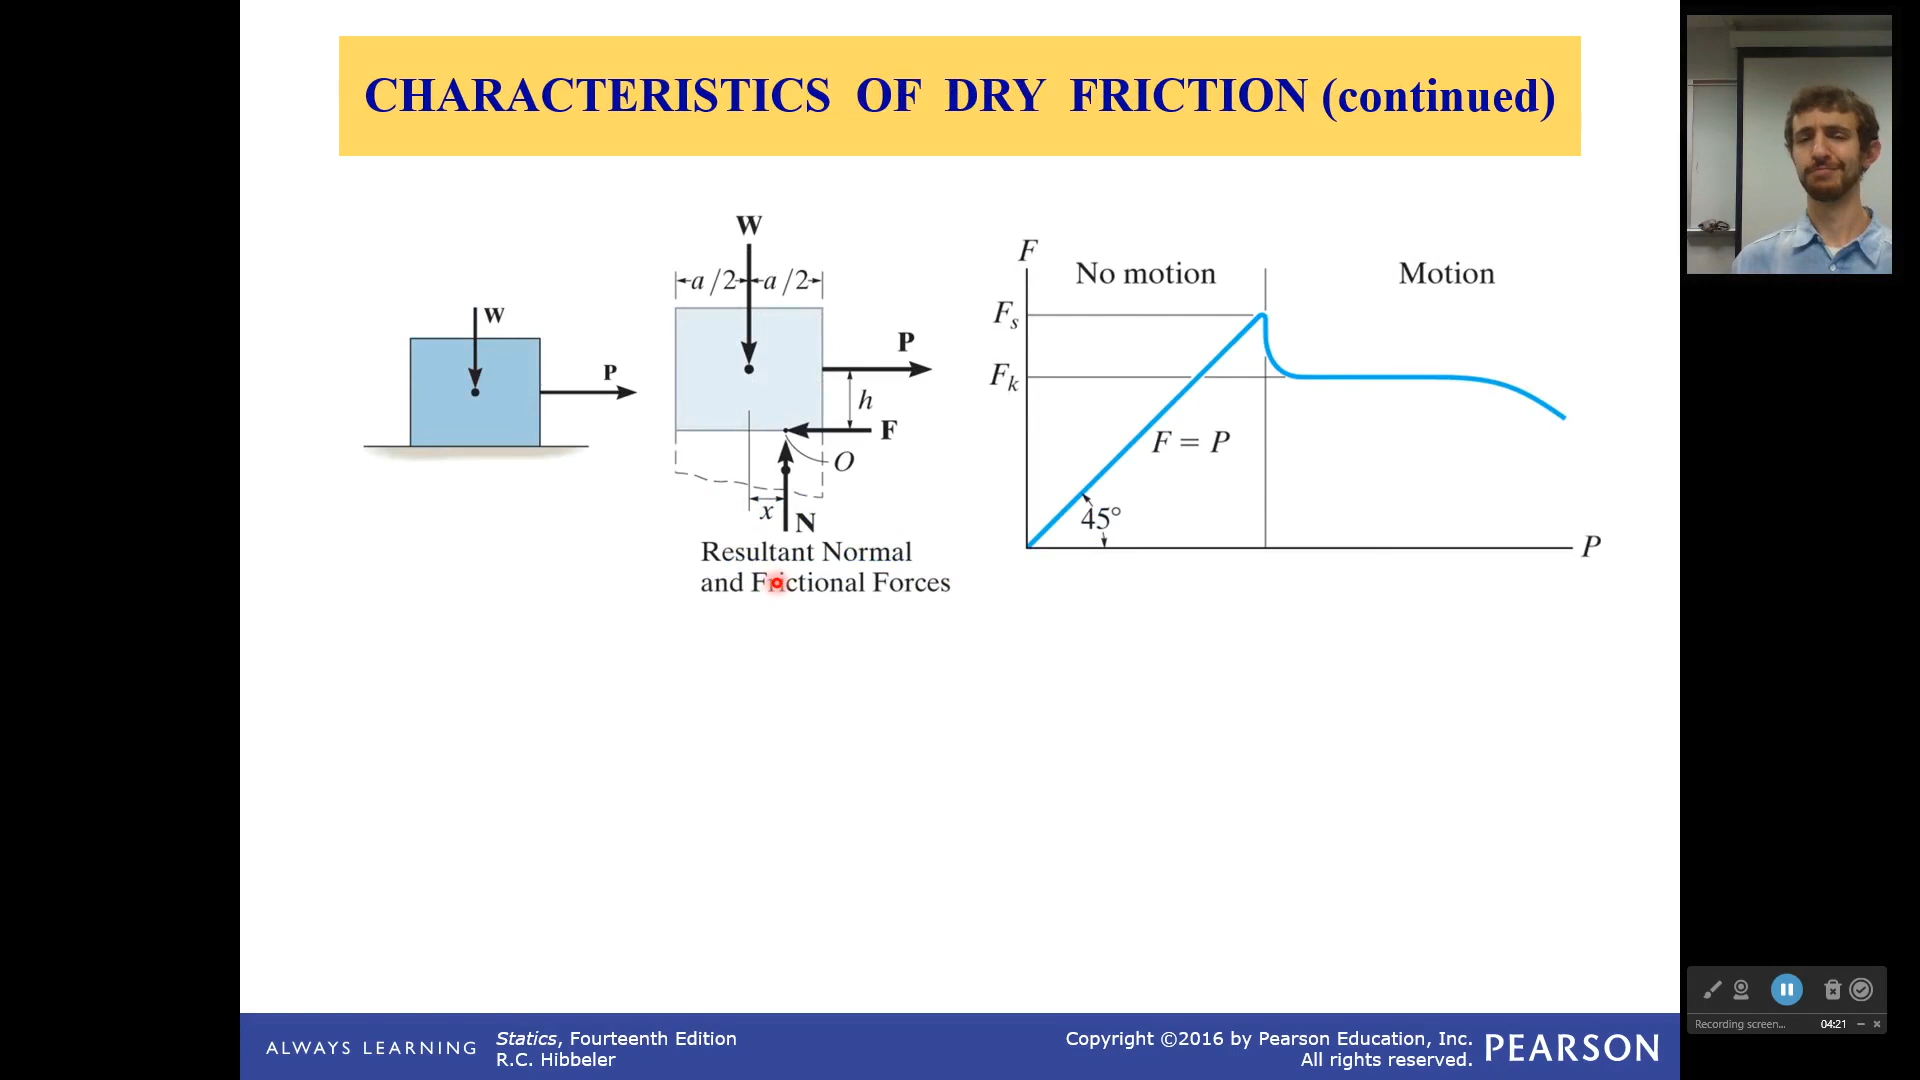 CHARACTERISTICS OF DRY FRICTION (continued)
W
P
W
a/2 a/2
P
h
F
O
x
N
Resultant Normal
and Frictional Forces
F
No motion
Motion
Fs
Fk
F = P
45°
P
ALWAYS LEARNING
Statics, Fourteenth Edition
R.C. Hibbeler
Copyright ©2016 by Pearson Education, Inc.
All rights reserved.
PEARSON
Recording screen... 04:21